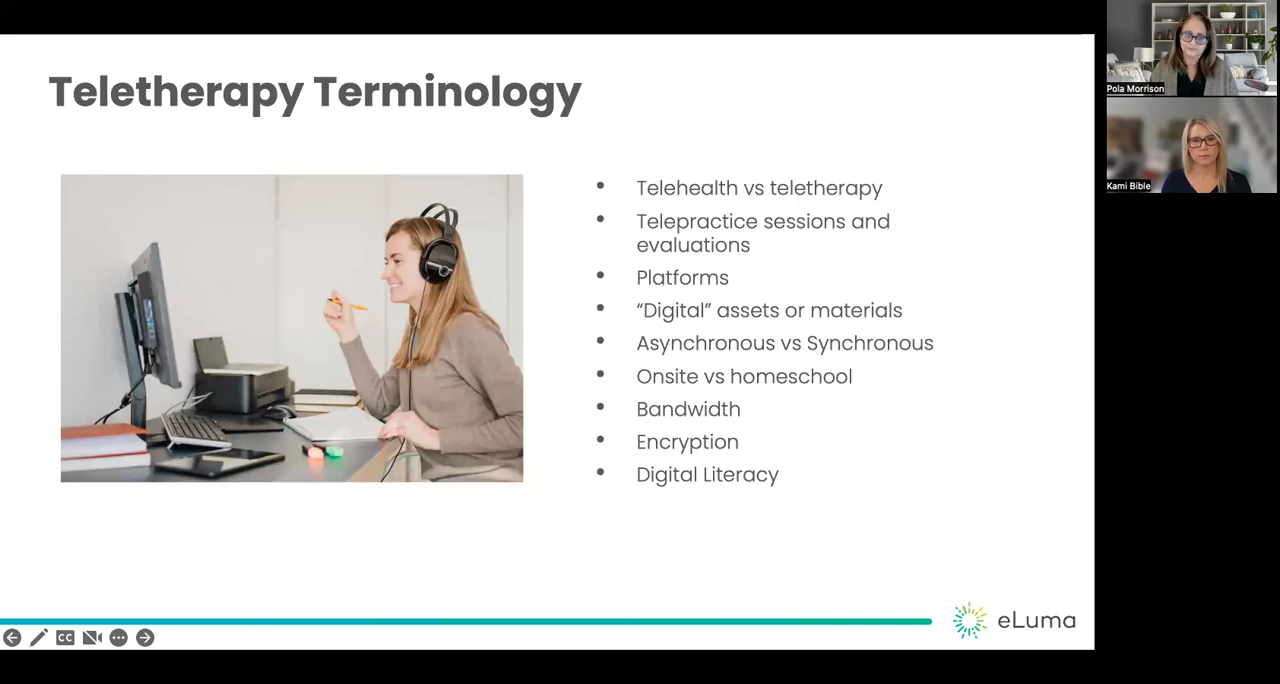 Teletherapy Terminology
• Telehealth vs teletherapy
• Telepractice sessions and
evaluations
• Platforms
• “Digital” assets or materials
• Asynchronous vs Synchronous
• Onsite vs homeschool
• Bandwidth
• Encryption
• Digital Literacy
eLuma
CC
Pola Morrison
Kami Bible